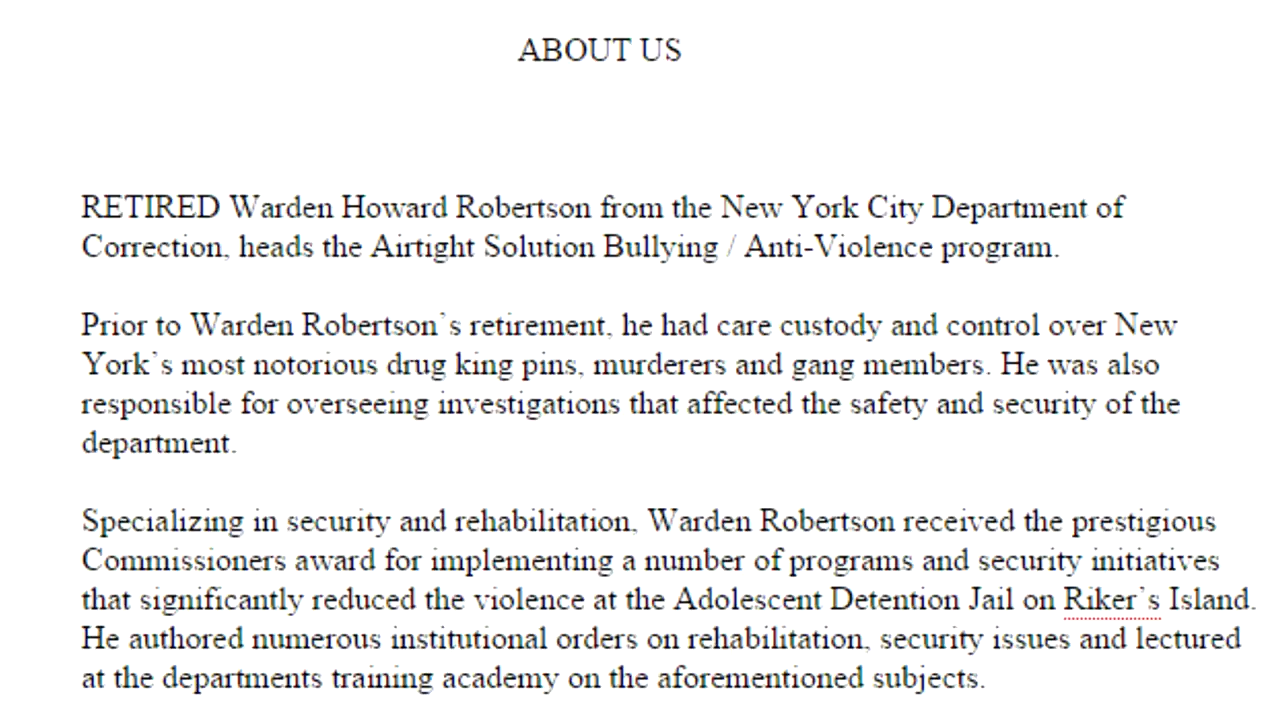 ABOUT US
RETIRED Warden Howard Robertson from the New York City Department of
Correction, heads the Airtight Solution Bullying / Anti-Violence program.
Prior to Warden Robertson`s retirement, he had care custody and control over New
York`s most notorious drug king pins, murderers and gang members. He was also
responsible for overseeing investigations that affected the safety and security of the
department.
Specializing in security and rehabilitation, Warden Robertson received the prestigious
Commissioners award for implementing a number of programs and security initiatives
that significantly reduced the violence at the Adolescent Detention Jail on Riker`s Island.
He authored numerous institutional orders on rehabilitation, security issues and lectured
at the departments training academy on the aforementioned subjects.